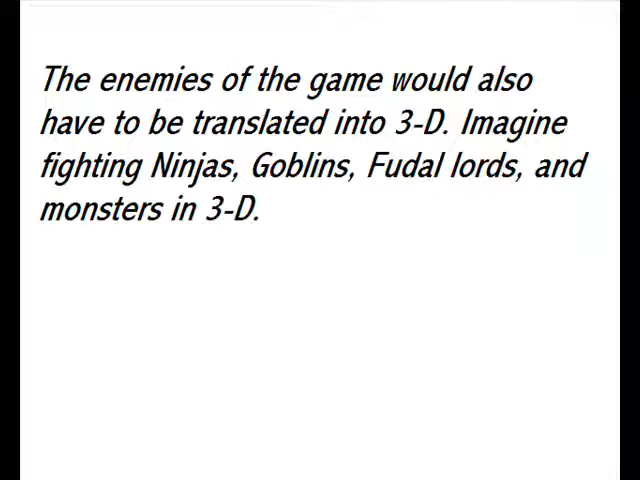 The enemies of the game would also
have to be translated into 3-D. Imagine
fighting Ninjas, Goblins, Fudal lords, and
monsters in 3-D.